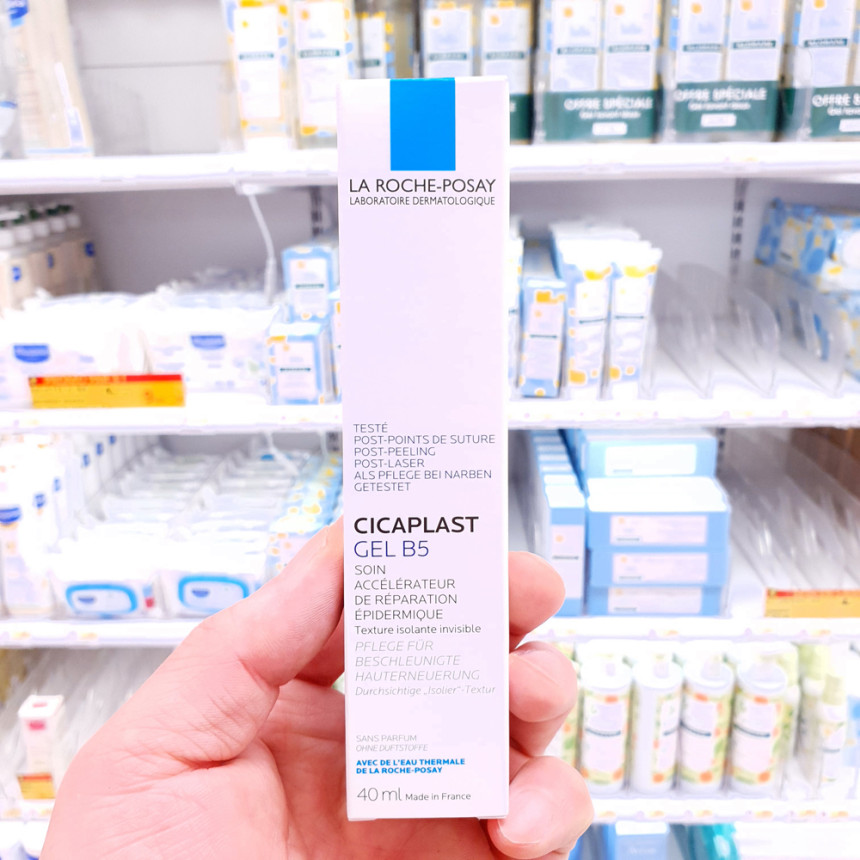 OFFRE SPÉCIALE
OFFRE SPÉCIALE
OFFRE S
LA ROCHE-POSAY
LABORATOIRE DERMATOLOGIQUE
TESTÉ
POST-POINTS DE SUTURE
POST-PEELING
POST-LASER
ALS PFLEGE BEI NARBEN
GETESTET
CICAPLAST
GEL B5
SOIN
ACCÉLÉRATEUR
DE RÉPARATION
ÉPIDERMIQUE
Texture isolante invisible
PFLEGE FÜR
BESCHLEUNIGTE
HAUTERNEUERUNG
Durchsichtige „Isolier"-Textur
SANS PARFUM
OHNE DUFTSTOFFE
AVEC DE L'EAU THERMALE
DE LA ROCHE-POSAY
40 ml Made in France